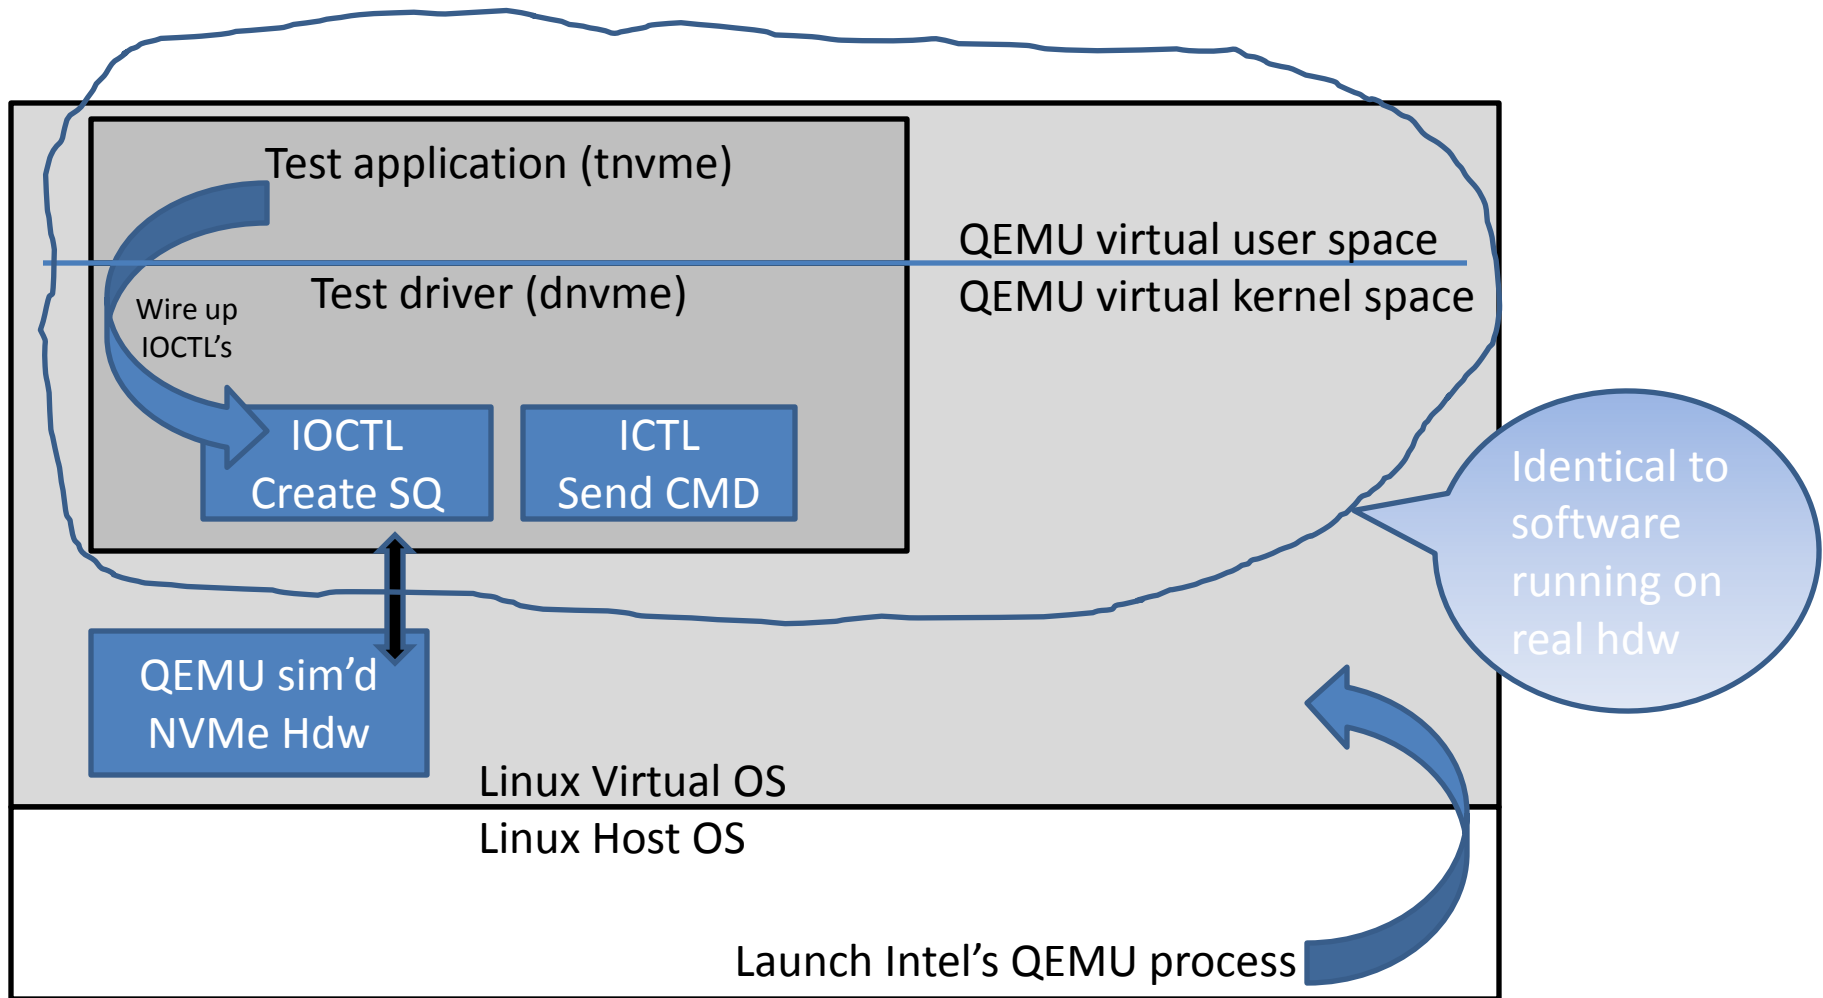 Test application (tnvme)
QEMU virtual user space
Test driver (dnvme)
QEMU virtual kernel space
Wire up
IOCTL’s
IOCTL
Create SQ
ICTL
Send CMD
Identical to
software
running on
real hdw
QEMU sim’d
NVMe Hdw
Linux Virtual OS
Linux Host OS
Launch Intel’s QEMU process